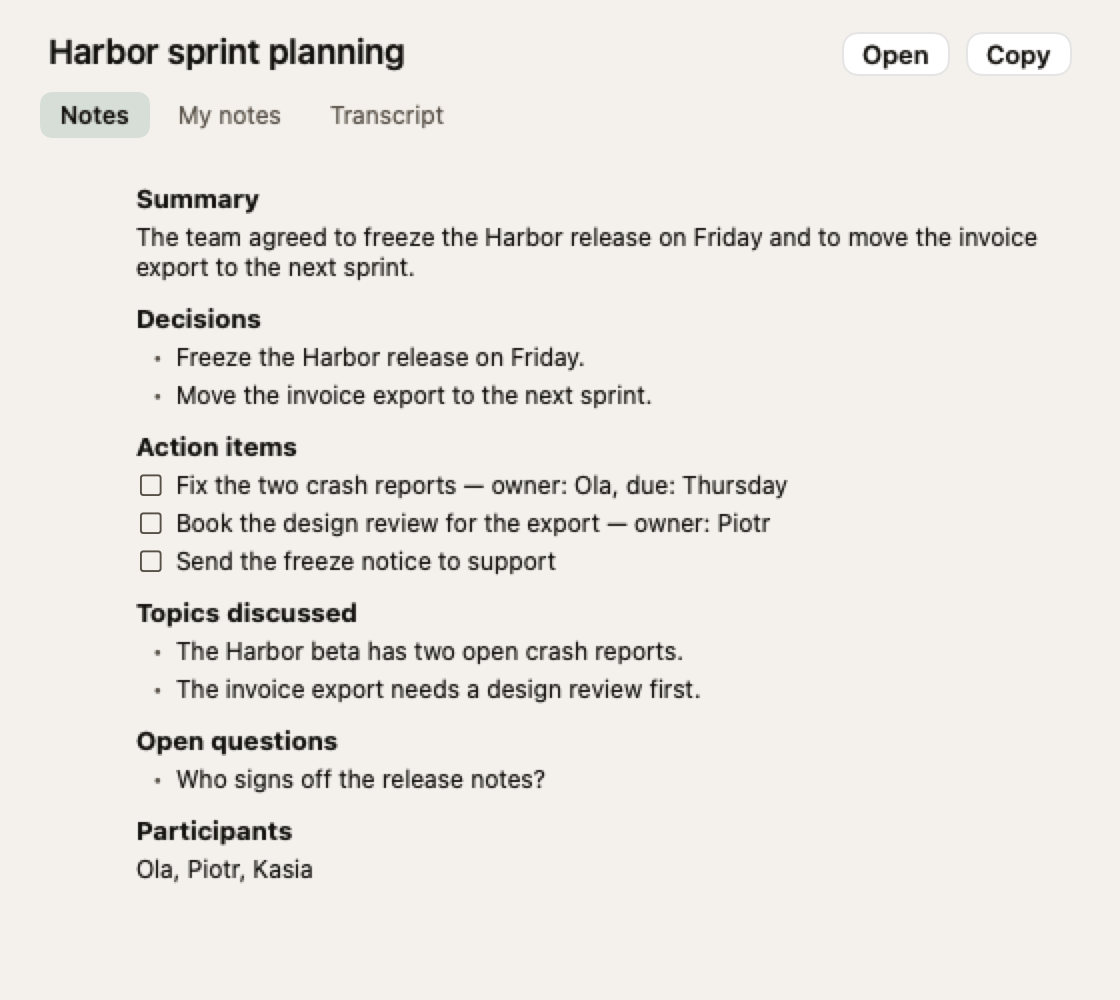 Harbor sprint planning
Open
Copy
Notes
My notes
Transcript
Summary
The team agreed to freeze the Harbor release on Friday and to move the invoice
export to the next sprint.
Decisions
• Freeze the Harbor release on Friday.
• Move the invoice export to the next sprint.
Action items
Fix the two crash reports — owner: Ola, due: Thursday
Book the design review for the export — owner: Piotr
Send the freeze notice to support
Topics discussed
• The Harbor beta has two open crash reports.
• The invoice export needs a design review first.
Open questions
• Who signs off the release notes?
Participants
Ola, Piotr, Kasia